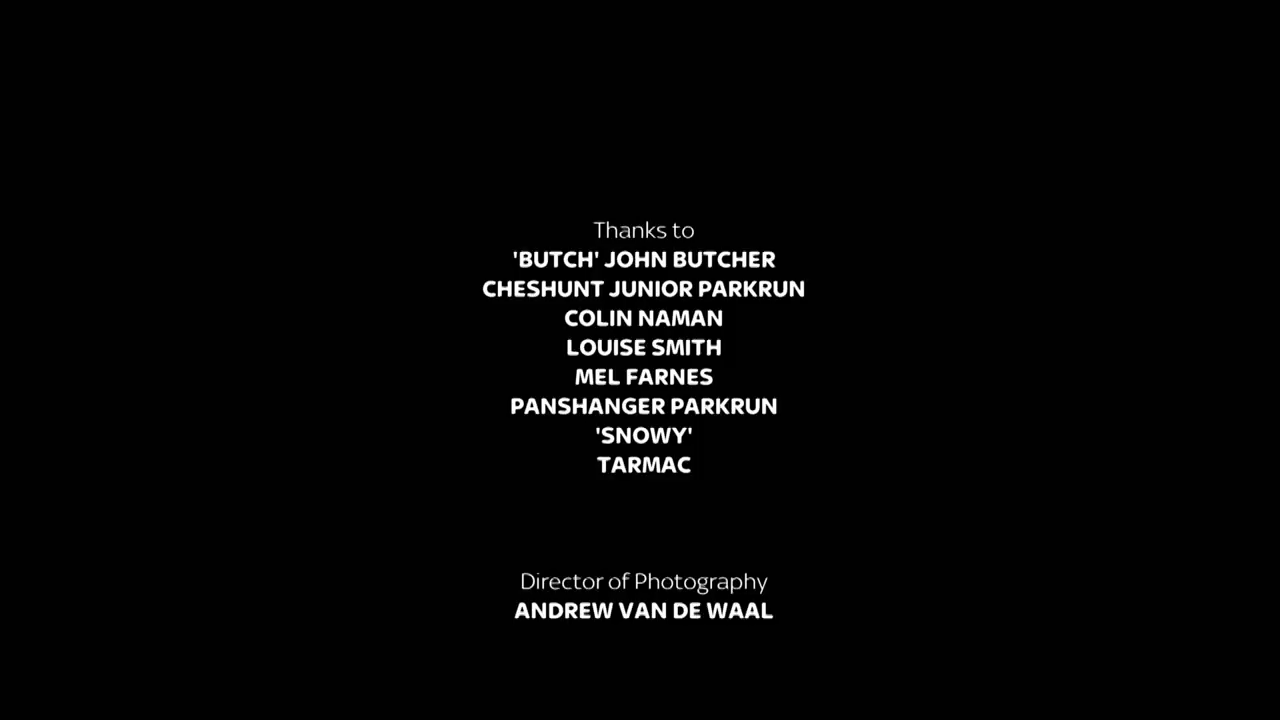 Thanks to
'BUTCH' JOHN BUTCHER
CHESHUNT JUNIOR PARKRUN
COLIN NAMAN
LOUISE SMITH
MEL FARNES
PANSHANGER PARKRUN
'SNOWY'
TARMAC
Director of Photography
ANDREW VAN DE WAAL